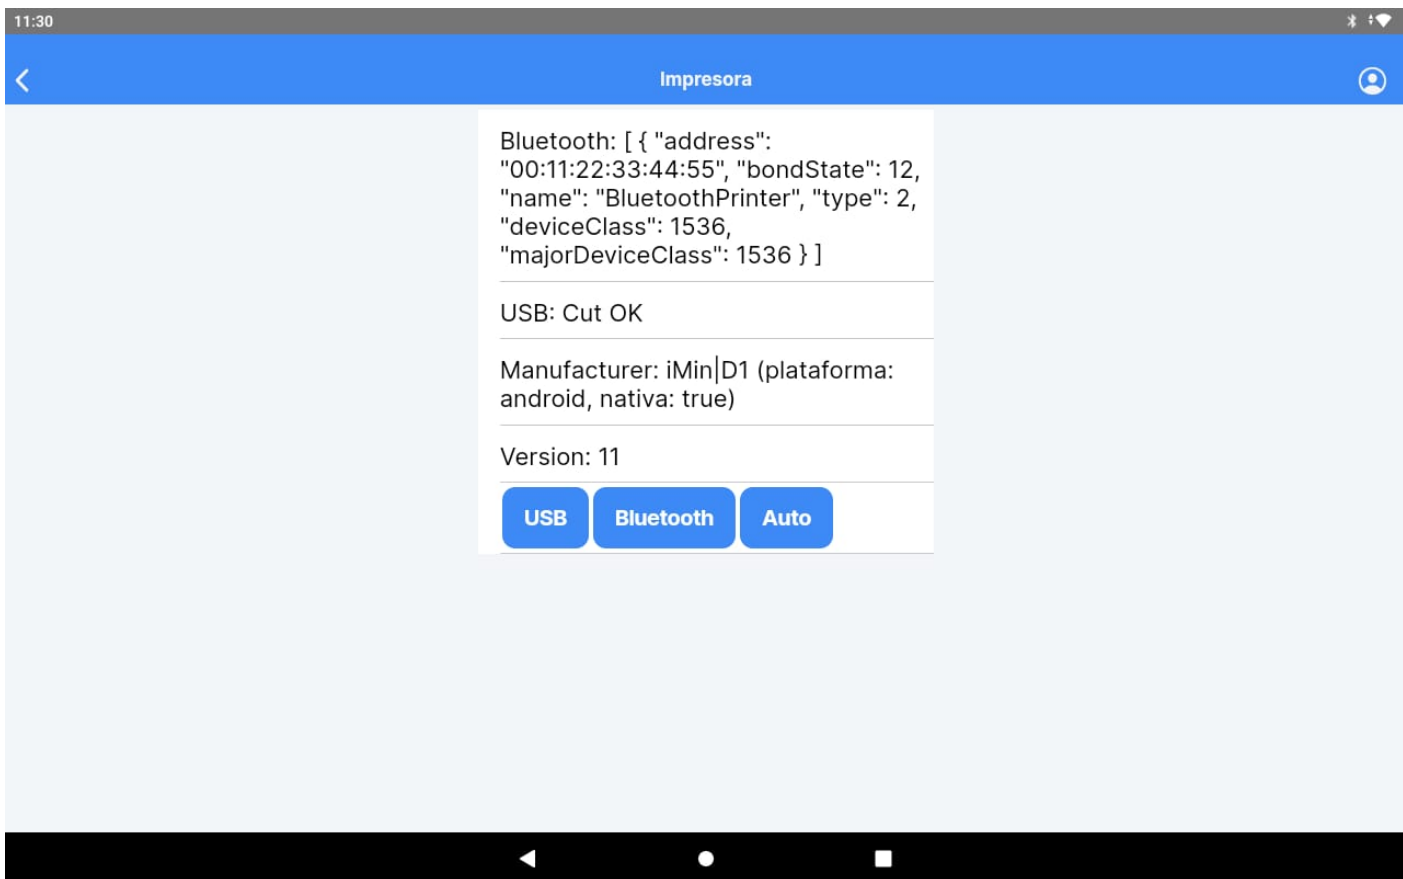 11:30
Impresora
Bluetooth: [ { "address":
"00:11:22:33:44:55", "bondState": 12,
"name": "BluetoothPrinter", "type": 2,
"deviceClass": 1536,
"majorDeviceClass": 1536 } ]
USB: Cut OK
Manufacturer: iMin|D1 (plataforma:
android, nativa: true)
Version: 11
USB Bluetooth Auto